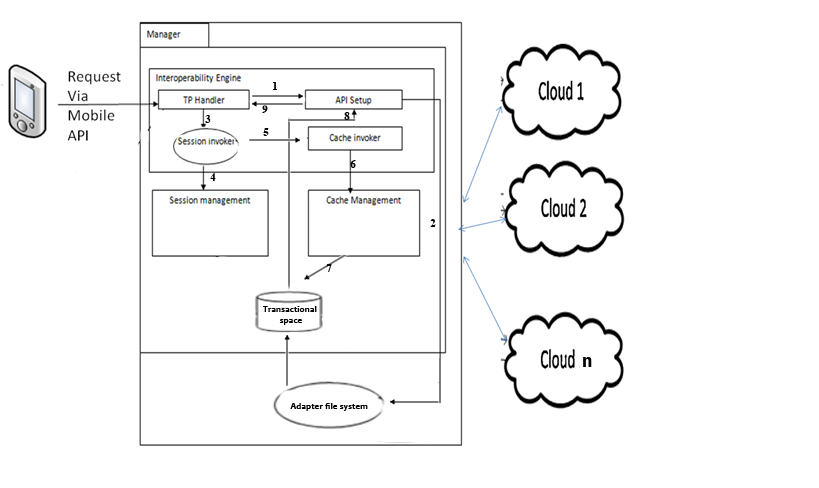 Manager
Request
Via
Mobile
API
Interoperability Engine
TP Handler
1
9
API Setup
3
8
Session invoker
5
Cache invoker
6
4
Session management
Cache Management
2
7
Transactional
space
Adapter file system
Cloud 1
Cloud 2
Cloud n